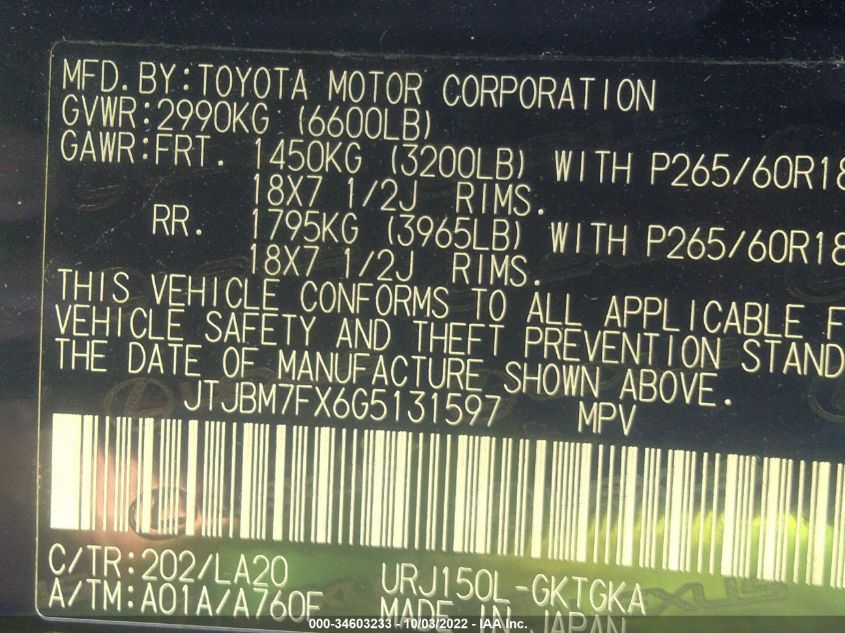 MFD.BY:TOYOTA MOTOR CORPORATION
GVWR:2990KG (6600LB)
GAWR:FRT. 1450KG (3200LB) WITH P265/60R18
18X7 1/2J RIMS.
RR. 1795KG (3965LB) WITH P265/60R18
18X7 1/2J RIMS.
THIS VEHICLE CONFORMS TO ALL APPLICABLE F
VEHICLE SAFETY AND THEFT PREVENTION STAND
THE DATE OF MANUFACTURE SHOWN ABOVE.
JTJBM7FX6G5131597 MPV
C/TR:202/LA20 URJ150L-GKTGKA
A/TM:A01A/A760F MADE IN JAPAN
000-34603233 - 10/03/2022 - IAA Inc.